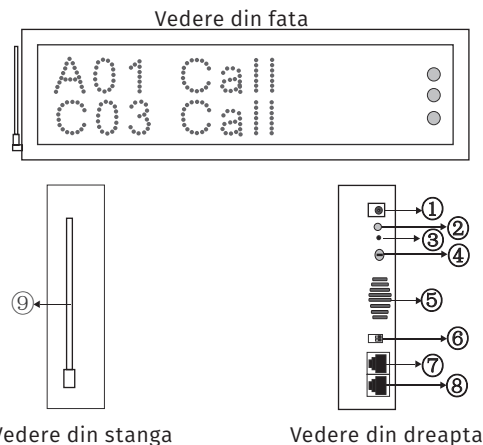 Vedere din fata
A01 Call
C03 Call
①
②
③
④
⑤
⑥
⑦
⑧
⑨
Vedere din stanga
Vedere din dreapta